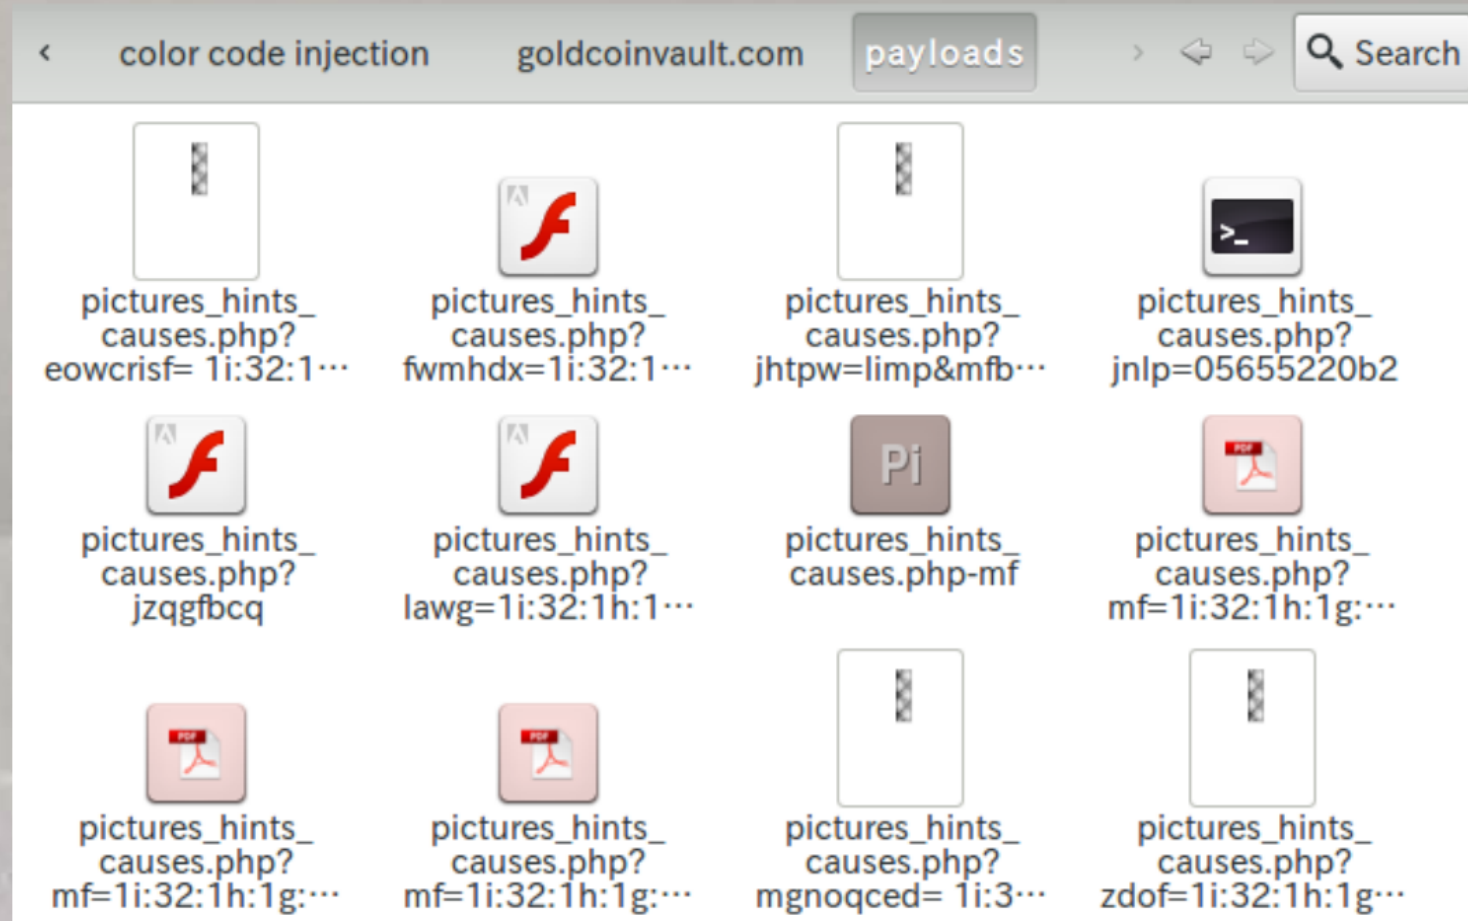 color code injection goldcoinvault.com payloads Search
pictures_hints_
causes.php?
eowcrisf= 1i:32:1···
pictures_hints_
causes.php?
fwmhdx=1i:32:1···
pictures_hints_
causes.php?
jhtpw=limp&mfb···
>_
pictures_hints_
causes.php?
jnlp=05655220b2
pictures_hints_
causes.php?
jzqgfbcq
pictures_hints_
causes.php?
lawg=1i:32:1h:1···
Pi
pictures_hints_
causes.php-mf
PDF
pictures_hints_
causes.php?
mf=1i:32:1h:1g:···
PDF
pictures_hints_
causes.php?
mf=1i:32:1h:1g:···
PDF
pictures_hints_
causes.php?
mf=1i:32:1h:1g:···
pictures_hints_
causes.php?
mgnoqced= 1i:3···
pictures_hints_
causes.php?
zdof=1i:32:1h:1g···